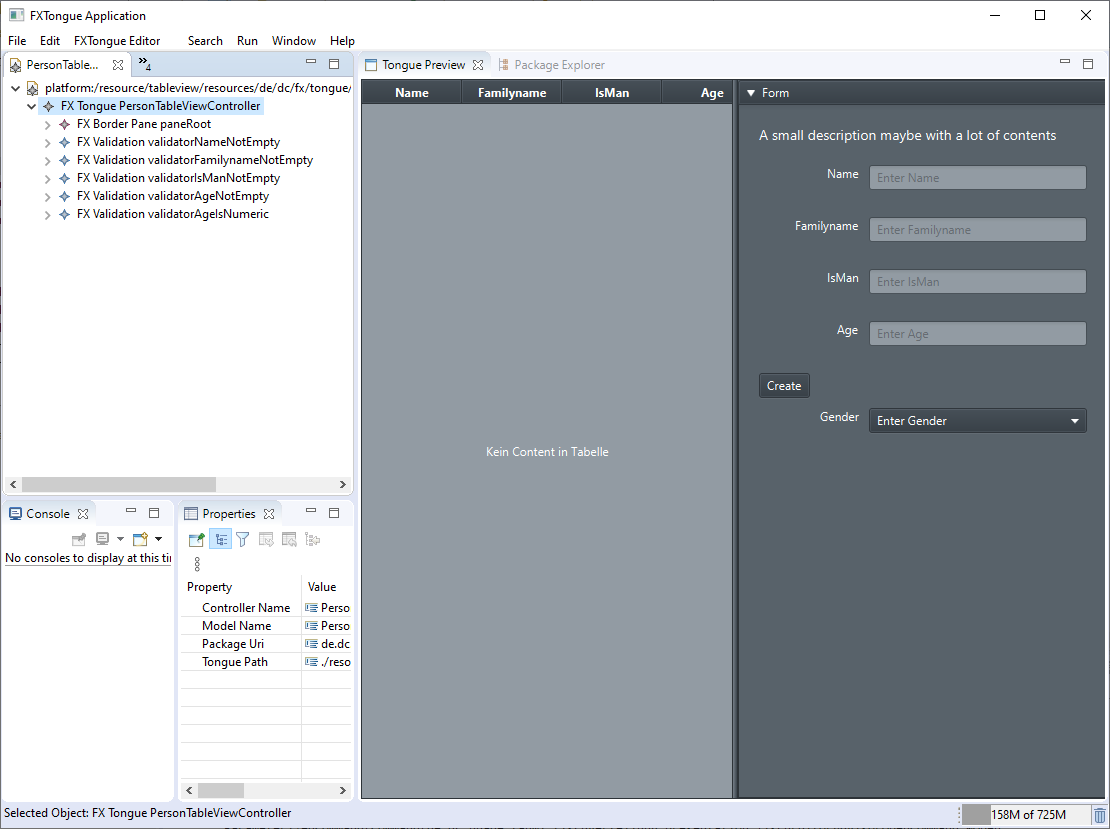 FXTongue Application
File Edit FXTongue Editor Search Run Window Help
PersonTable...
»4
platform:/resource/tableview/resources/de/dc/fx/tongue/
FX Tongue PersonTableViewController
FX Border Pane paneRoot
FX Validation validatorNameNotEmpty
FX Validation validatorFamilynameNotEmpty
FX Validation validatorIsManNotEmpty
FX Validation validatorAgeNotEmpty
FX Validation validatorAgeIsNumeric
Tongue Preview
Package Explorer
Name Familyname IsMan Age
Kein Content in Tabelle
Form
A small description maybe with a lot of contents
Name Enter Name
Familyname Enter Familyname
IsMan Enter IsMan
Age Enter Age
Create
Gender Enter Gender
Console
No consoles to display at this ti
Properties
Property Value
Controller Name Perso
Model Name Perso
Package Uri de.dc
Tongue Path ./reso
Selected Object: FX Tongue PersonTableViewController
158M of 725M